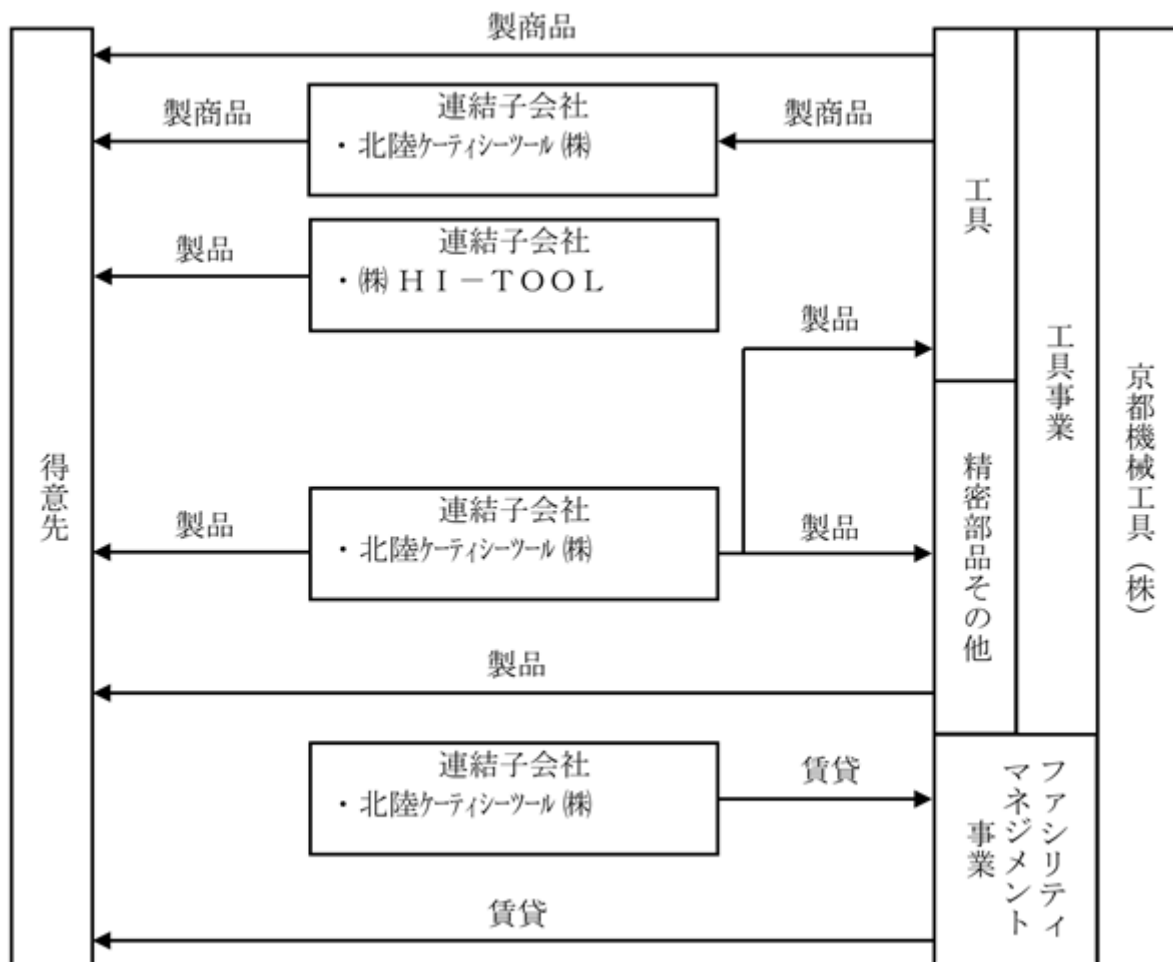 製商品
連結子会社
・北陸ｹｰﾃｨｼｰﾂｰﾙ㈱
製商品
製商品
連結子会社
・㈱ＨＩ－ＴＯＯＬ
製品
製品
連結子会社
・北陸ｹｰﾃｨｼｰﾂｰﾙ㈱
製品
製品
製品
連結子会社
・北陸ｹｰﾃｨｼｰﾂｰﾙ㈱
賃貸
賃貸
得意先
工具
精密部品その他
工具事業
ファシリティ
マネジメント
事業
京都機械工具（株）